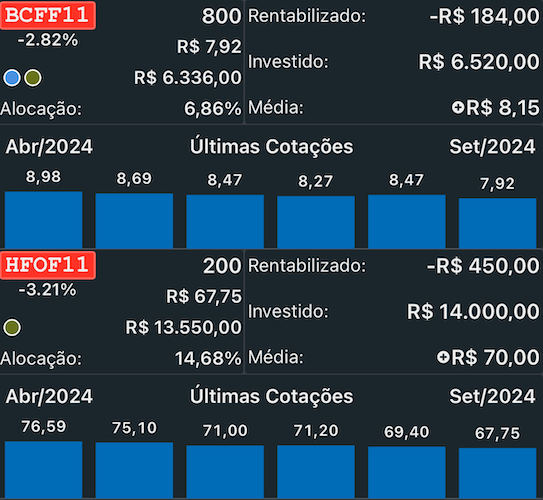 BCFF11 800 Rentabilizado: -R$ 184,00
-2.82% R$ 7,92
Investido: R$ 6.520,00
R$ 6.336,00
Alocação: 6,86% Média: R$ 8,15
Abr/2024 Últimas Cotações Set/2024
8,98 8,69 8,47 8,27 8,47 7,92
HFOF11 200 Rentabilizado: -R$ 450,00
-3.21% R$ 67,75
Investido: R$ 14.000,00
R$ 13.550,00
Alocação: 14,68% Média: R$ 70,00
Abr/2024 Últimas Cotações Set/2024
76,59 75,10 71,00 71,20 69,40 67,75